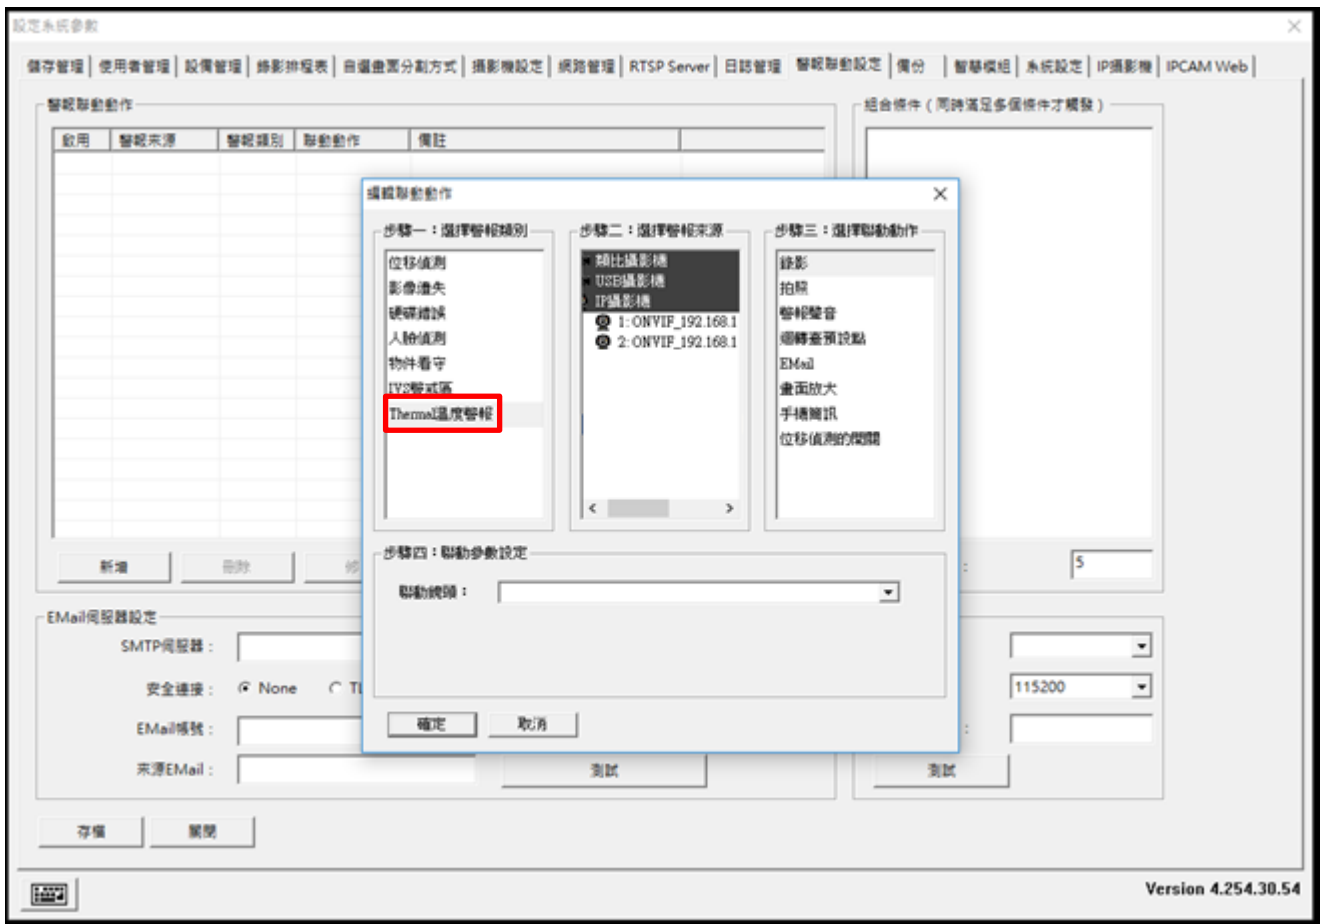 設定系統參數
儲存管理 使用者管理 設備管理 錄影排程表 自選畫面分割方式 攝影機設定 網路管理 RTSP Server 日誌管理 警報聯動設定 備份 智慧模組 系統設定 IP攝影機 IPCAM Web
警報聯動動作
啟用 警報來源 警報類別 聯動動作 備註
組合條件(同時滿足多個條件才觸發)
編輯聯動動作
步驟一：選擇警報類別
位移偵測
影像遺失
硬碟錯誤
人臉偵測
物件看守
IVS警戒區
Thermal溫度警報
步驟二：選擇警報來源
類比攝影機
USB攝影機
IP攝影機
1: ONVIF_192.168.1
2: ONVIF_192.168.1
步驟三：選擇聯動動作
錄影
拍照
警報聲音
迴轉臺預設點
EMail
畫面放大
手機簡訊
位移偵測的開關
步驟四：聯動參數設定
聯動鏡頭：
確定 取消
新增 刪除 修
: 5
EMail伺服器設定
SMTP伺服器 :
安全連接 : None TL
115200
EMail帳號 :
:
來源EMail :
測試
測試
存檔 關閉
Version 4.254.30.54